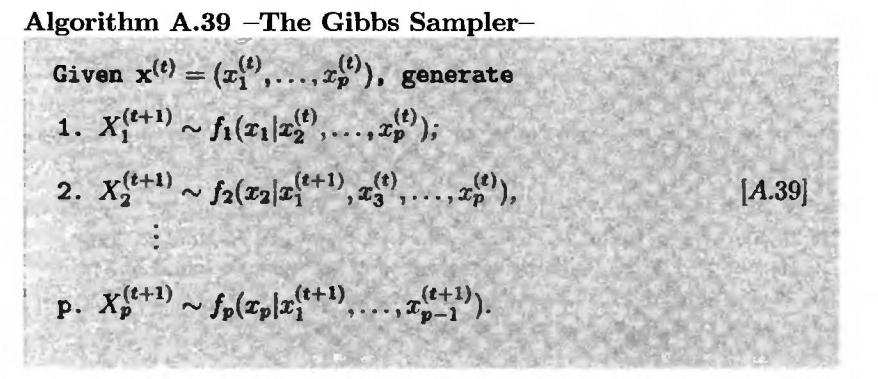 Algorithm A.39 –The Gibbs Sampler–
Given $\mathbf{x}^{(t)} = (x_1^{(t)}, \ldots, x_p^{(t)})$, generate
1. $X_1^{(t+1)} \sim f_1(x_1|x_2^{(t)}, \ldots, x_p^{(t)})$;
2. $X_2^{(t+1)} \sim f_2(x_2|x_1^{(t+1)}, x_3^{(t)}, \ldots, x_p^{(t)})$, [A.39]
⋮
p. $X_p^{(t+1)} \sim f_p(x_p|x_1^{(t+1)}, \ldots, x_{p-1}^{(t+1)})$.